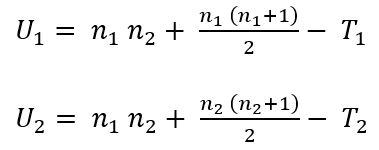 U₁ = n₁ n₂ + n₁ (n₁+1)/2 − T₁
U₂ = n₁ n₂ + n₂ (n₂+1)/2 − T₂